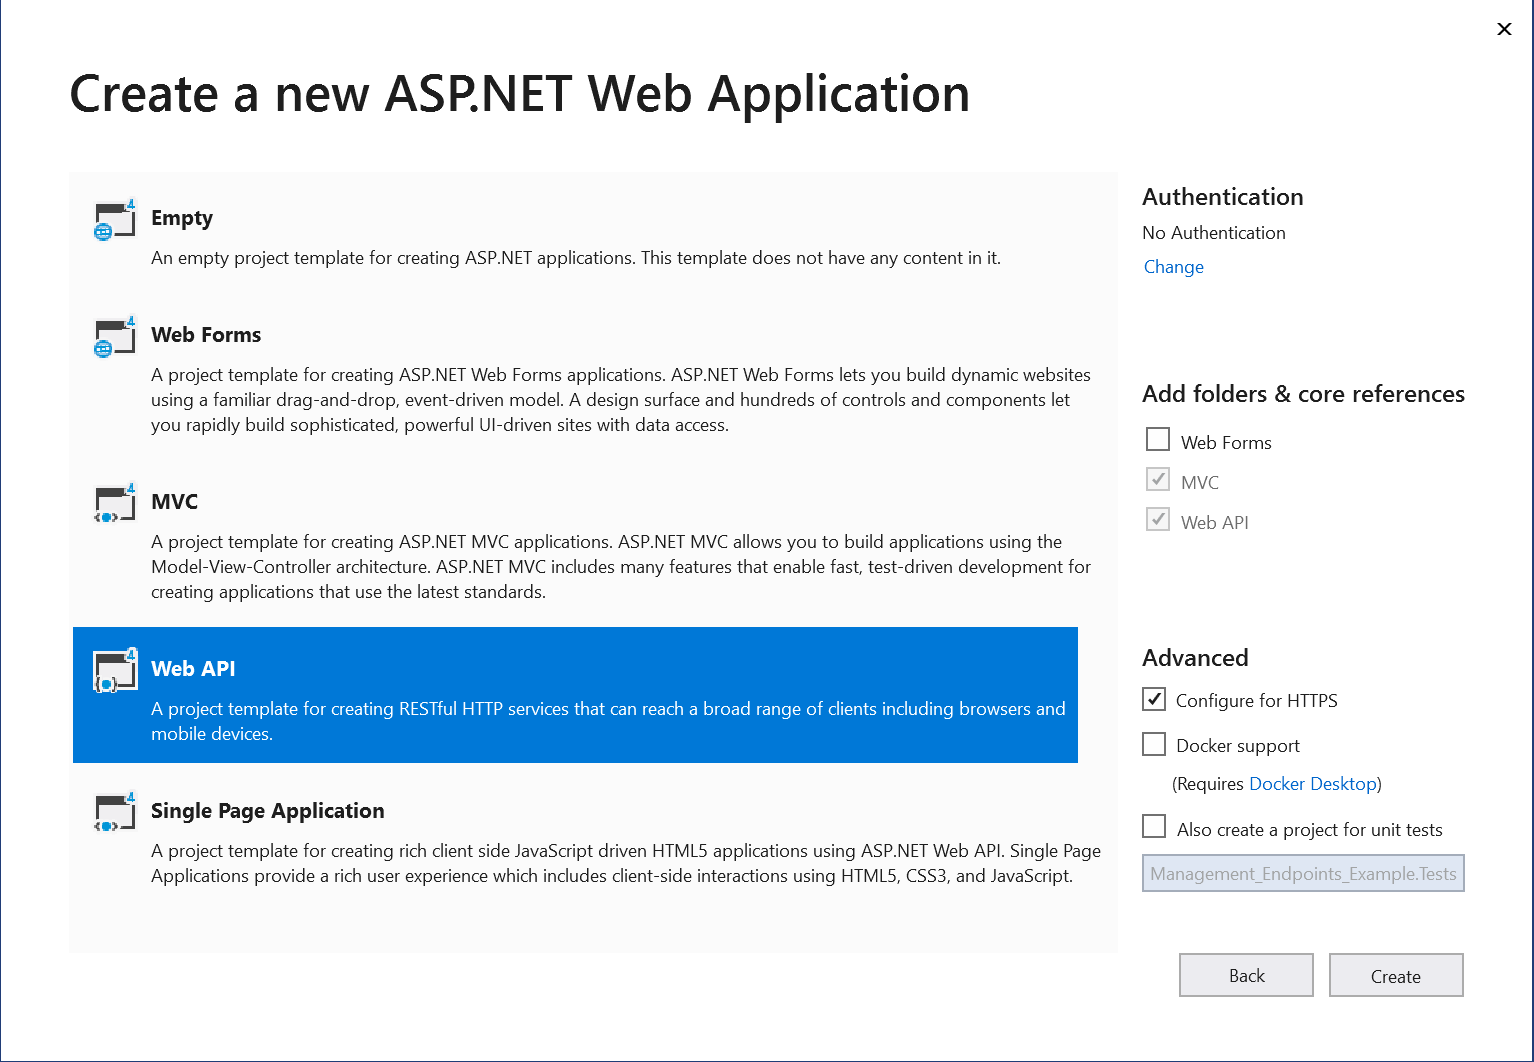 Create a new ASP.NET Web Application
Empty
An empty project template for creating ASP.NET applications. This template does not have any content in it.
Web Forms
A project template for creating ASP.NET Web Forms applications. ASP.NET Web Forms lets you build dynamic websites
using a familiar drag-and-drop, event-driven model. A design surface and hundreds of controls and components let
you rapidly build sophisticated, powerful UI-driven sites with data access.
MVC
A project template for creating ASP.NET MVC applications. ASP.NET MVC allows you to build applications using the
Model-View-Controller architecture. ASP.NET MVC includes many features that enable fast, test-driven development for
creating applications that use the latest standards.
Web API
A project template for creating RESTful HTTP services that can reach a broad range of clients including browsers and
mobile devices.
Single Page Application
A project template for creating rich client side JavaScript driven HTML5 applications using ASP.NET Web API. Single Page
Applications provide a rich user experience which includes client-side interactions using HTML5, CSS3, and JavaScript.
Authentication
No Authentication
Change
Add folders & core references
Web Forms
MVC
Web API
Advanced
Configure for HTTPS
Docker support
(Requires Docker Desktop)
Also create a project for unit tests
Management_Endpoints_Example.Tests
Back
Create